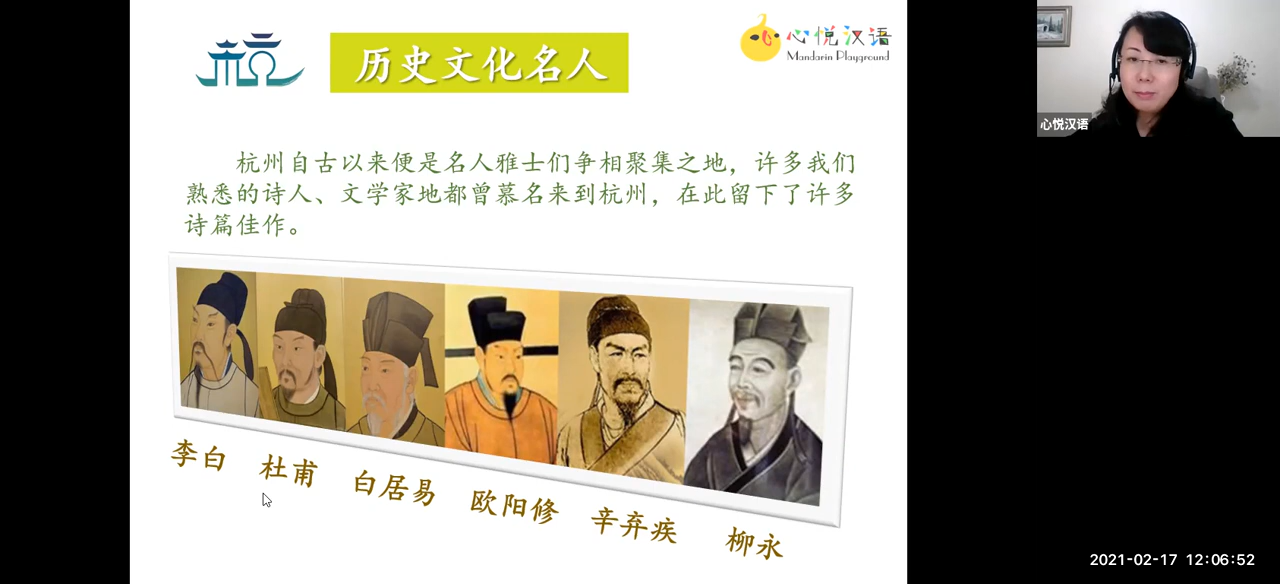 杭
历史文化名人
心悦汉语
Mandarin Playground
心悦汉语
杭州自古以来便是名人雅士们争相聚集之地，许多我们
熟悉的诗人、文学家地都曾慕名来到杭州，在此留下了许多
诗篇佳作。
李白
杜甫
白居易
欧阳修
辛弃疾
柳永
2021-02-17 12:06:52